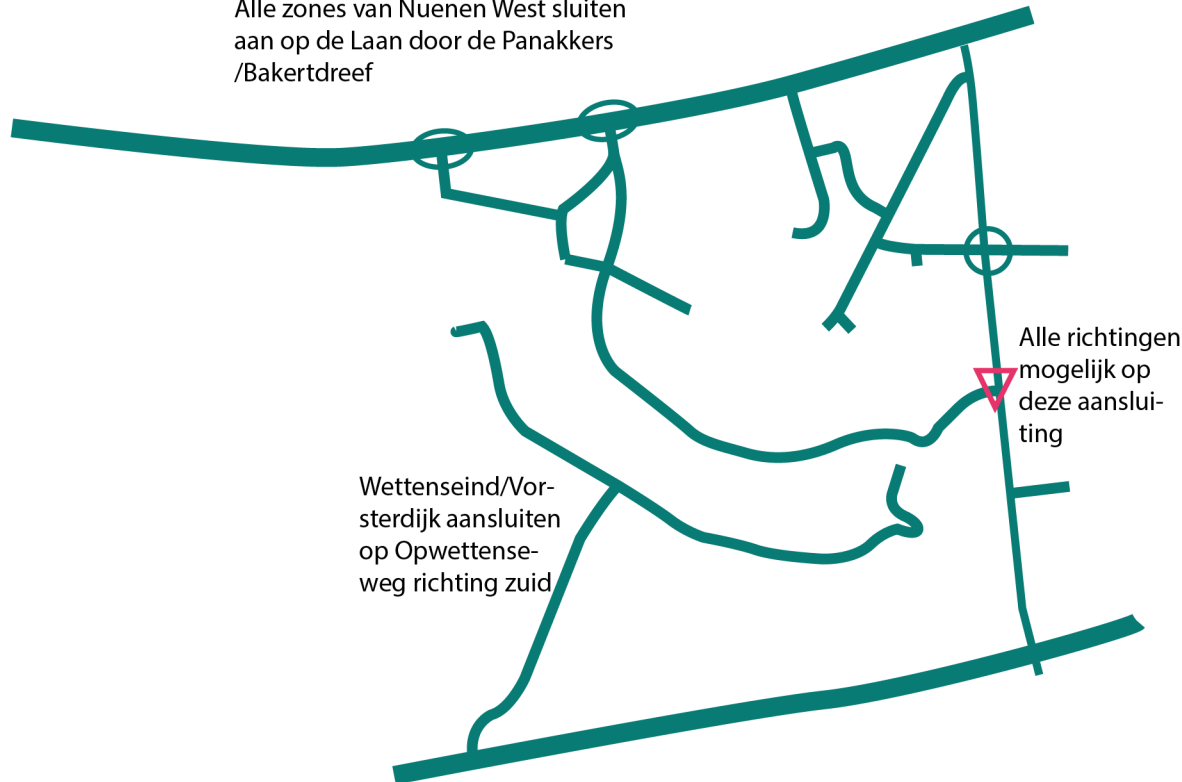 Alle zones van Nuenen West sluiten
aan op de Laan door de Panakkers
/Bakertdreef
Alle richtingen
mogelijk op
deze aanslui-
ting
Wettenseind/Vor-
sterdijk aansluiten
op Opwettense-
weg richting zuid